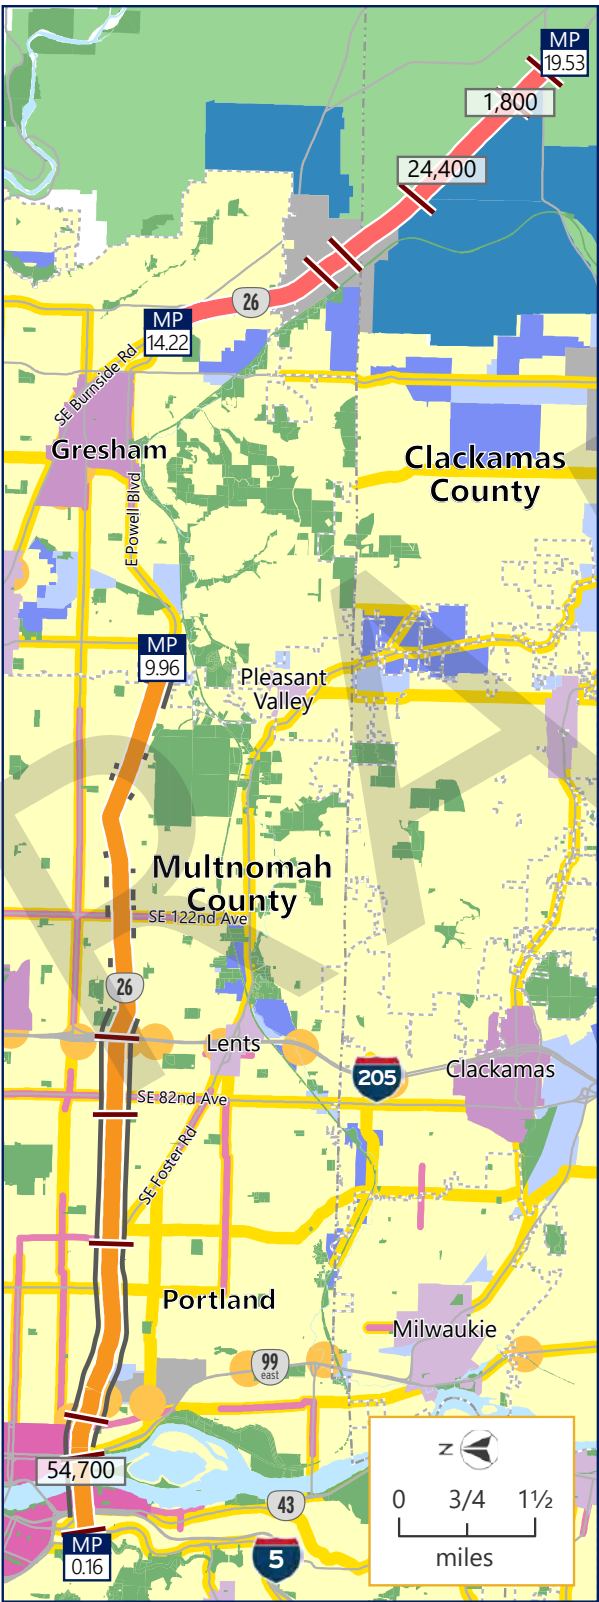 MP
19.53
1,800
24,400
26
MP
14.22
SE Burnside Rd
Gresham
Clackamas
County
E Powell Blvd
MP
9.96
Pleasant
Valley
Multnomah
County
SE 122nd Ave
26
Lents
205
Clackamas
SE 82nd Ave
SE Foster Rd
Portland
Milwaukie
99
east
N
54,700
0 3/4 1½
43
miles
MP
0.16
5